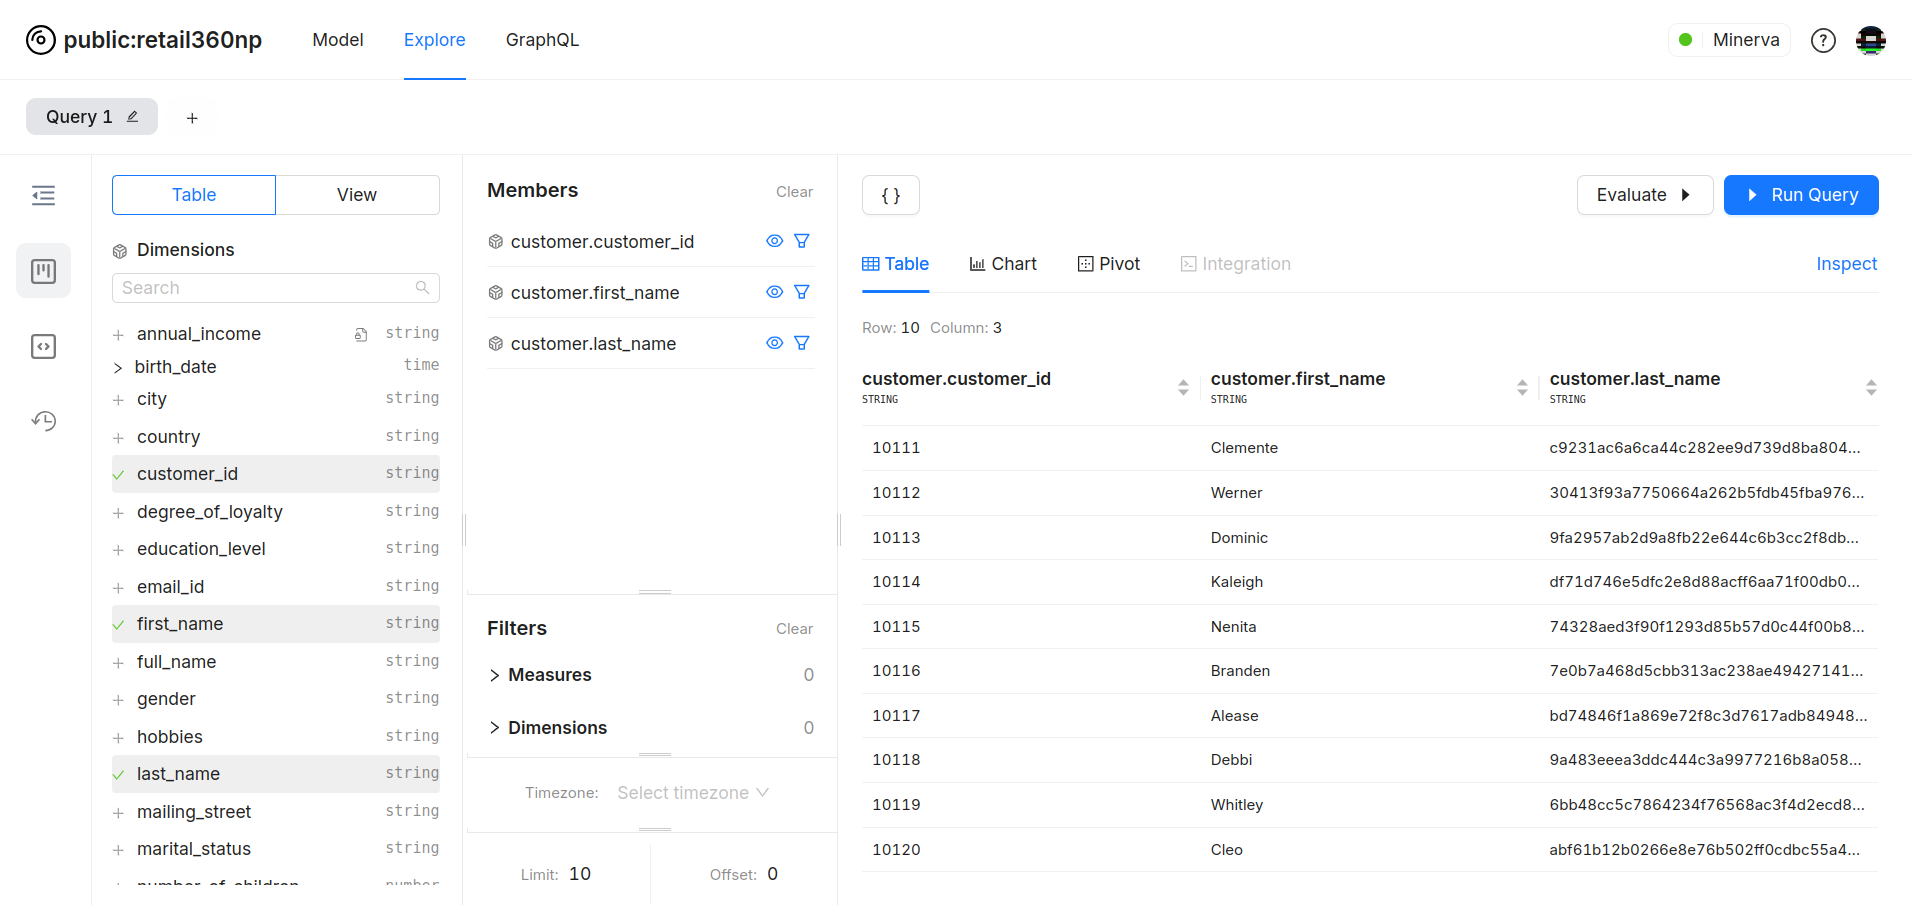 public:retail360np Model Explore GraphQL Minerva ?
Query 1 +
Table View
Dimensions
Search
annual_income string
birth_date time
city string
country string
customer_id string
degree_of_loyalty string
education_level string
email_id string
first_name string
full_name string
gender string
hobbies string
last_name string
mailing_street string
marital_status string
number_of_children number
Members Clear
customer.customer_id
customer.first_name
customer.last_name
Filters Clear
Measures 0
Dimensions 0
Timezone: Select timezone
Limit: 10 Offset: 0
{ } Evaluate Run Query
Table Chart Pivot Integration Inspect
Row: 10 Column: 3
customer.customer_id customer.first_name customer.last_name
STRING STRING STRING
10111 Clemente c9231ac6a6ca44c282ee9d739d8ba804...
10112 Werner 30413f93a7750664a262b5fdb45fba976...
10113 Dominic 9fa2957ab2d9a8fb22e644c6b3cc2f8db...
10114 Kaleigh df71d746e5dfc2e8d88acff6aa71f00db0...
10115 Nenita 74328aed3f90f1293d85b57d0c44f00b8...
10116 Branden 7e0b7a468d5cbb313ac238ae49427141...
10117 Alease bd74846f1a869e72f8c3d7617adb84948...
10118 Debbi 9a483eeea3ddc444c3a9977216b8a058...
10119 Whitley 6bb48cc5c7864234f76568ac3f4d2ecd8...
10120 Cleo abf61b12b0266e8e76b502ff0cdbc55a4...